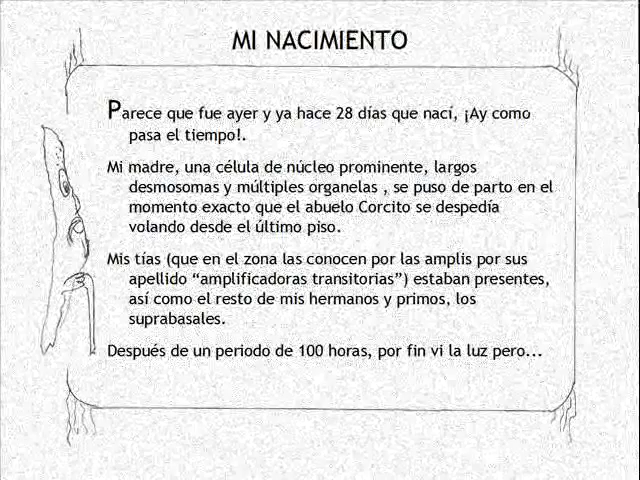 MI NACIMIENTO
Parece que fue ayer y ya hace 28 días que nací, ¡Ay como
pasa el tiempo!.
Mi madre, una célula de núcleo prominente, largos
desmosomas y múltiples organelas , se puso de parto en el
momento exacto que el abuelo Corcito se despedía
volando desde el último piso.
Mis tías (que en el zona las conocen por las amplis por sus
apellido “amplificadoras transitorias”) estaban presentes,
así como el resto de mis hermanos y primos, los
suprabasales.
Después de un periodo de 100 horas, por fin vi la luz pero...